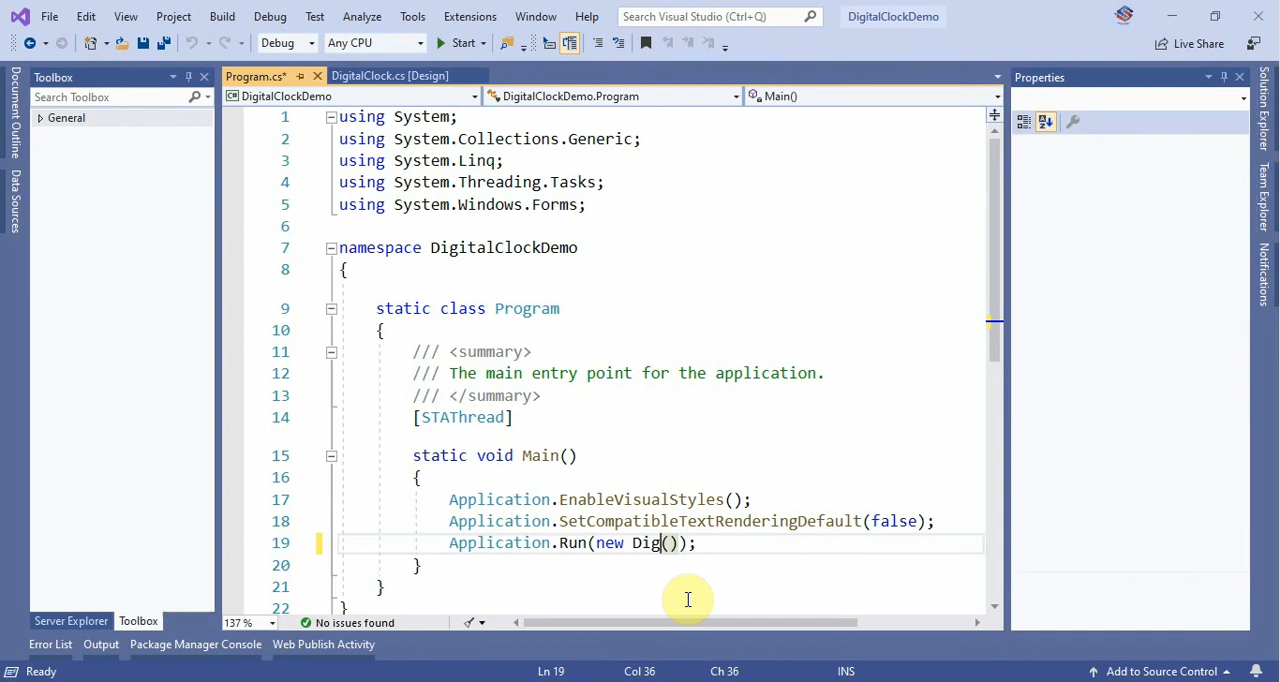 File Edit View Project Build Debug Test Analyze Tools Extensions Window Help Search Visual Studio (Ctrl+Q) DigitalClockDemo
Debug Any CPU Start Live Share
Toolbox
Search Toolbox
General
Document Outline
Data Sources
Program.cs* DigitalClock.cs [Design]
DigitalClockDemo DigitalClockDemo.Program Main()
1 using System;
2 using System.Collections.Generic;
3 using System.Linq;
4 using System.Threading.Tasks;
5 using System.Windows.Forms;
6
7 namespace DigitalClockDemo
8 {
9 static class Program
10 {
11 /// <summary>
12 /// The main entry point for the application.
13 /// </summary>
14 [STAThread]
15 static void Main()
16 {
17 Application.EnableVisualStyles();
18 Application.SetCompatibleTextRenderingDefault(false);
19 Application.Run(new Dig());
20 }
21 }
22 }
137 % No issues found
Properties
Solution Explorer
Team Explorer
Notifications
Server Explorer Toolbox
Error List Output Package Manager Console Web Publish Activity
Ready Ln 19 Col 36 Ch 36 INS Add to Source Control